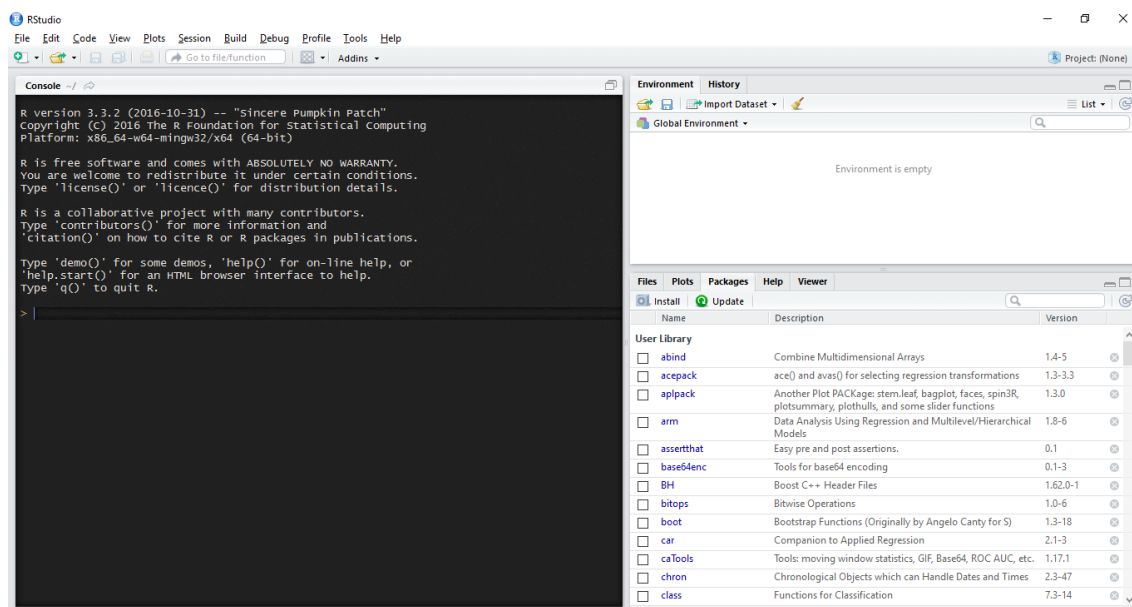 RStudio
File Edit Code View Plots Session Build Debug Profile Tools Help
Go to file/function Addins Project: (None)
Console ~/
R version 3.3.2 (2016-10-31) -- "Sincere Pumpkin Patch"
Copyright (C) 2016 The R Foundation for Statistical Computing
Platform: x86_64-w64-mingw32/x64 (64-bit)
R is free software and comes with ABSOLUTELY NO WARRANTY.
You are welcome to redistribute it under certain conditions.
Type 'license()' or 'licence()' for distribution details.
R is a collaborative project with many contributors.
Type 'contributors()' for more information and
'citation()' on how to cite R or R packages in publications.
Type 'demo()' for some demos, 'help()' for on-line help, or
'help.start()' for an HTML browser interface to help.
Type 'q()' to quit R.
>
Environment History
Import Dataset List
Global Environment
Environment is empty
Files Plots Packages Help Viewer
Install Update
Name Description Version
User Library
abind Combine Multidimensional Arrays 1.4-5
acepack ace() and avas() for selecting regression transformations 1.3-3.3
aplpack Another Plot PACKage: stem.leaf, bagplot, faces, spin3R, 1.3.0
plotsummary, plothulls, and some slider functions
arm Data Analysis Using Regression and Multilevel/Hierarchical 1.8-6
Models
assertthat Easy pre and post assertions. 0.1
base64enc Tools for base64 encoding 0.1-3
BH Boost C++ Header Files 1.62.0-1
bitops Bitwise Operations 1.0-6
boot Bootstrap Functions (Originally by Angelo Canty for S) 1.3-18
car Companion to Applied Regression 2.1-3
caTools Tools: moving window statistics, GIF, Base64, ROC AUC, etc. 1.17.1
chron Chronological Objects which can Handle Dates and Times 2.3-47
class Functions for Classification 7.3-14